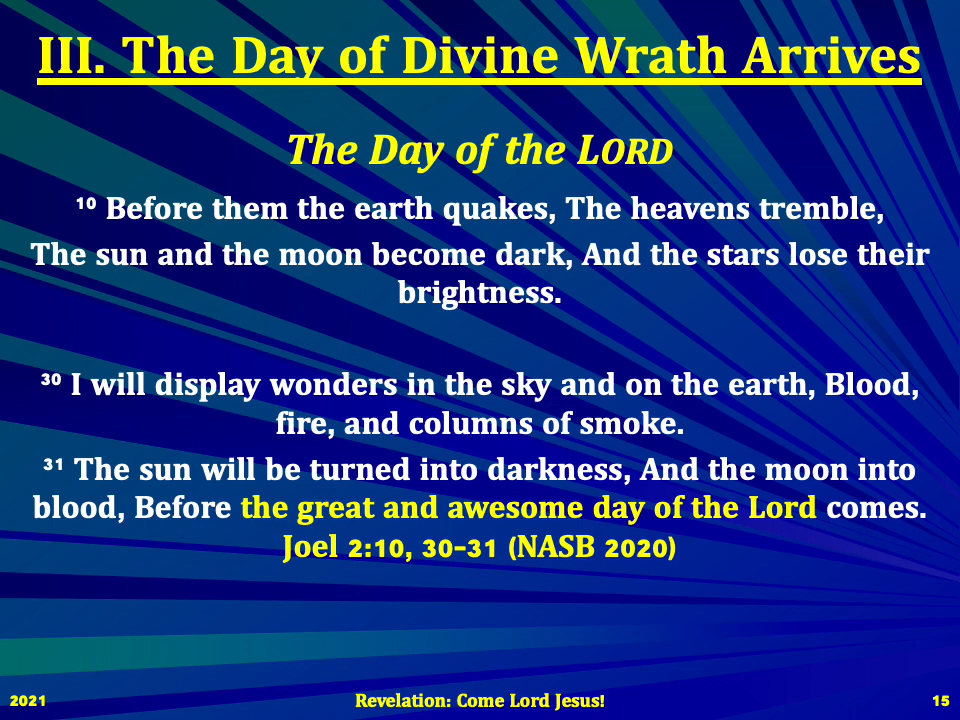 III. The Day of Divine Wrath Arrives
The Day of the LORD
10 Before them the earth quakes, The heavens tremble,
The sun and the moon become dark, And the stars lose their
brightness.
30 I will display wonders in the sky and on the earth, Blood,
fire, and columns of smoke.
31 The sun will be turned into darkness, And the moon into
blood, Before the great and awesome day of the Lord comes.
Joel 2:10, 30-31 (NASB 2020)
2021 Revelation: Come Lord Jesus! 15